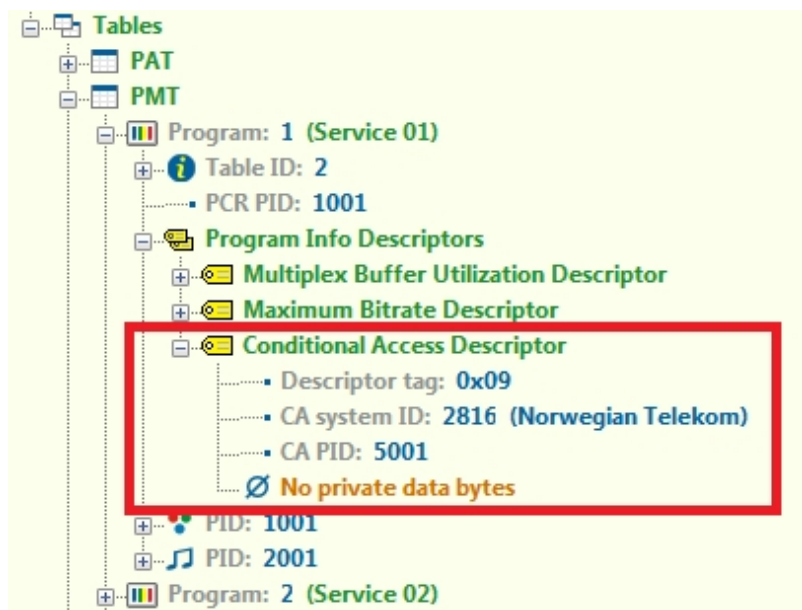 Tables
PAT
PMT
Program: 1 (Service 01)
Table ID: 2
PCR PID: 1001
Program Info Descriptors
Multiplex Buffer Utilization Descriptor
Maximum Bitrate Descriptor
Conditional Access Descriptor
Descriptor tag: 0x09
CA system ID: 2816 (Norwegian Telekom)
CA PID: 5001
No private data bytes
PID: 1001
PID: 2001
Program: 2 (Service 02)